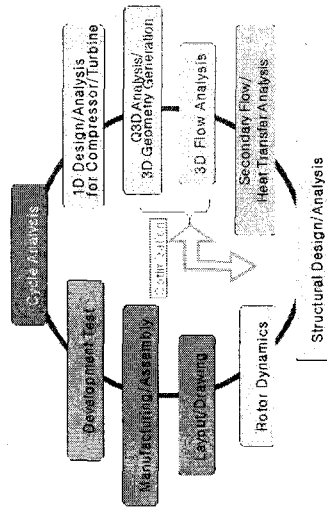 Cycle Analysis
1D Design/Analysis
for Compressor/Turbine
Q3D Analysis/
3D Geometry Generation
3D Flow Analysis
Secondary Flow/
Heat Transfer Analysis
Structural Design/Analysis
Rotor Dynamics
Layout/Drawing
Manufacturing/Assembly
Development Test
Optimization